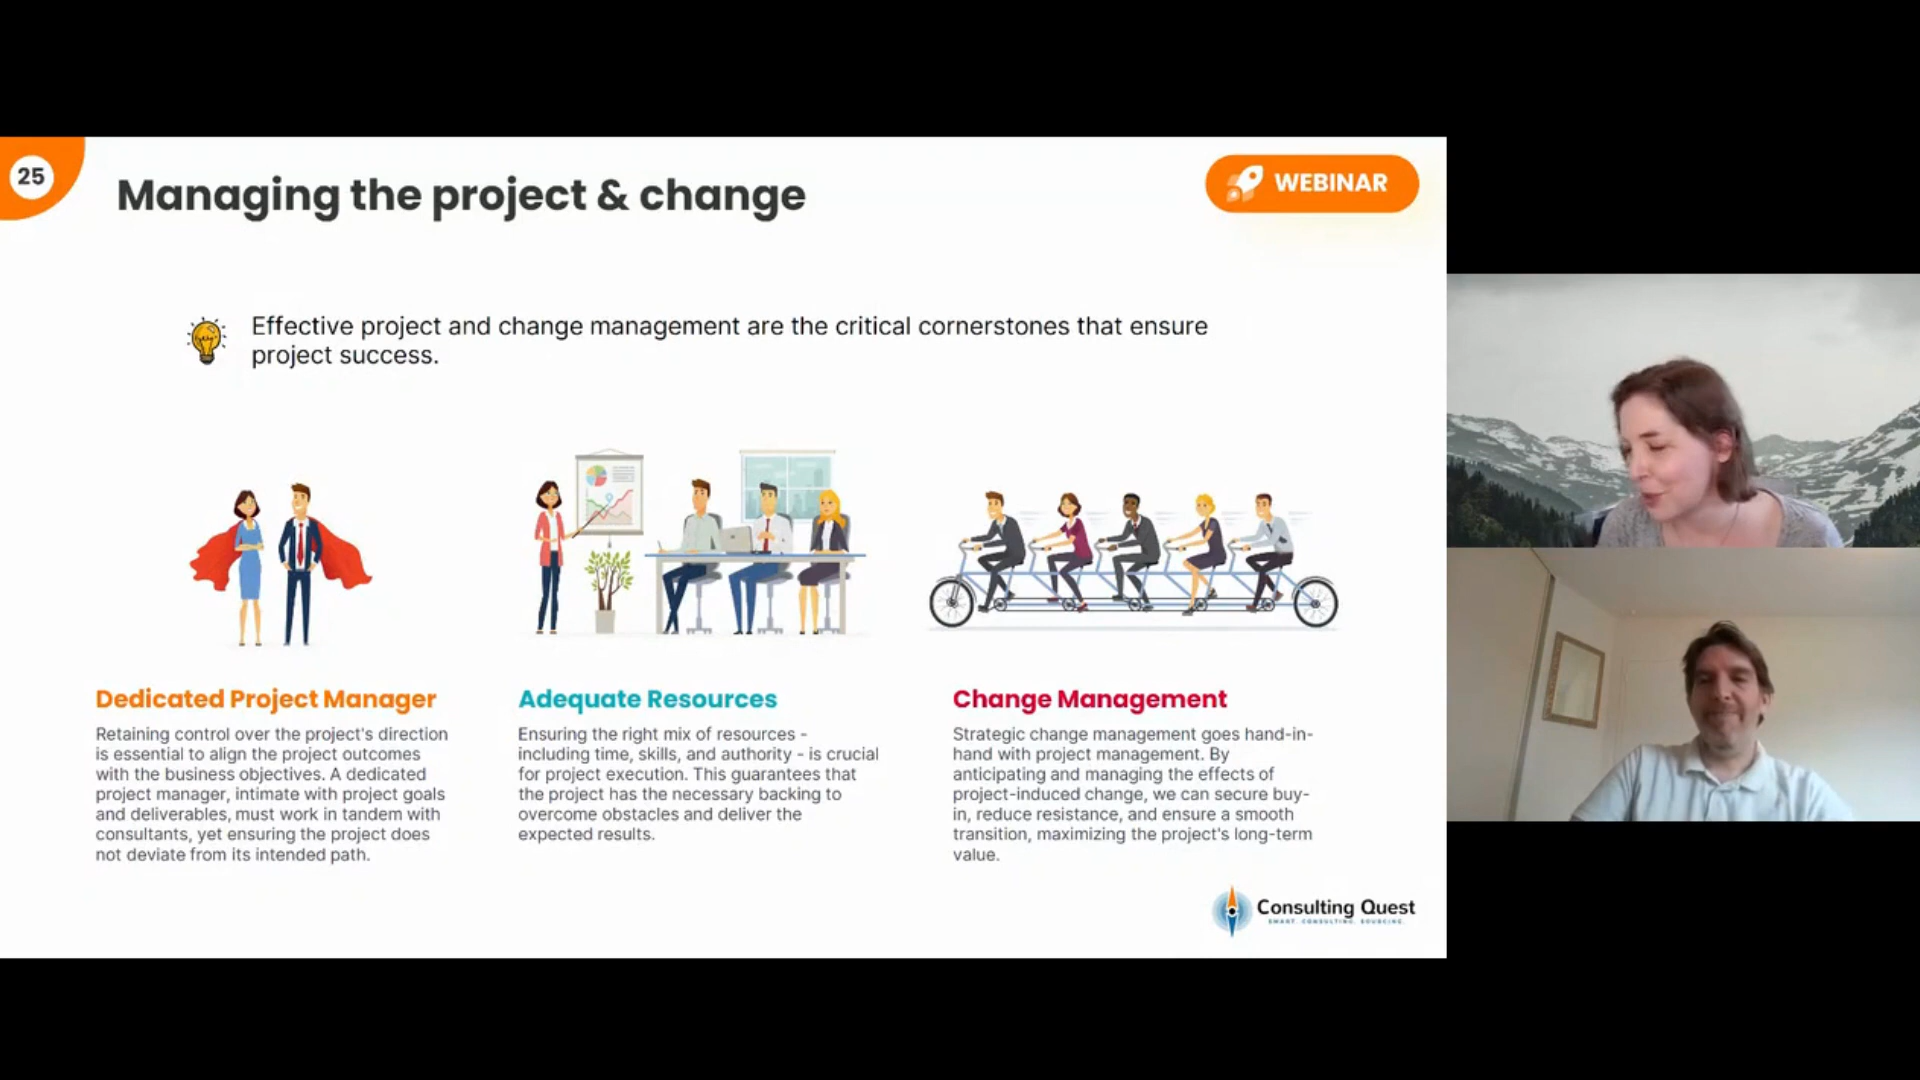 25
Managing the project & change
WEBINAR
Effective project and change management are the critical cornerstones that ensure
project success.
Dedicated Project Manager
Retaining control over the project's direction
is essential to align the project outcomes
with the business objectives. A dedicated
project manager, intimate with project goals
and deliverables, must work in tandem with
consultants, yet ensuring the project does
not deviate from its intended path.
Adequate Resources
Ensuring the right mix of resources -
including time, skills, and authority - is crucial
for project execution. This guarantees that
the project has the necessary backing to
overcome obstacles and deliver the
expected results.
Change Management
Strategic change management goes hand-in-
hand with project management. By
anticipating and managing the effects of
project-induced change, we can secure buy-
in, reduce resistance, and ensure a smooth
transition, maximizing the project's long-term
value.
Consulting Quest
SMART. CONSULTING. SOURCING.